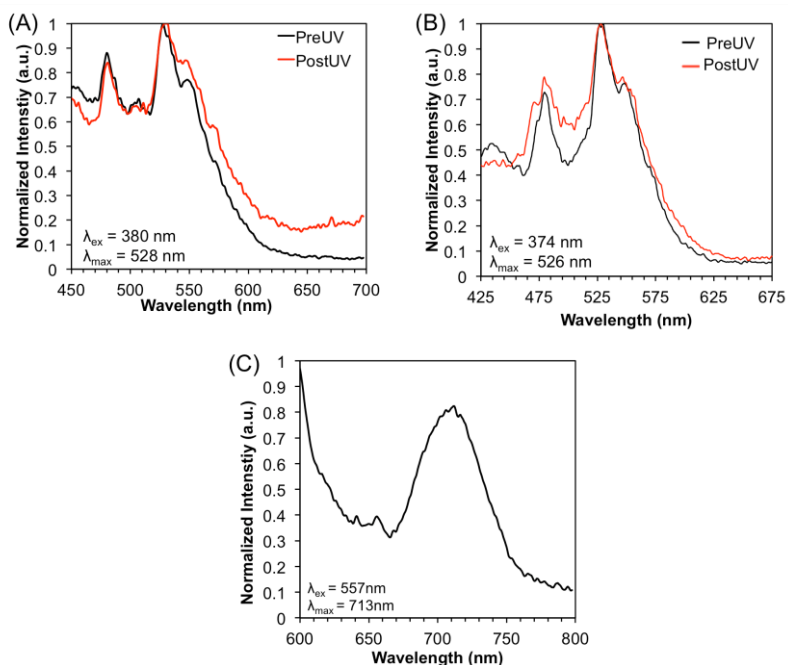 (A)
Normalized Intenstiy (a.u.)
1
0.9
0.8
0.7
0.6
0.5
0.4
0.3
0.2
0.1
0
PreUV
PostUV
λex = 380 nm
λmax = 528 nm
450 500 550 600 650 700
Wavelength (nm)
(B)
Normalized Intenstiy (a.u.)
1
0.9
0.8
0.7
0.6
0.5
0.4
0.3
0.2
0.1
0
PreUV
PostUV
λex = 374 nm
λmax = 526 nm
425 475 525 575 625 675
Wavelength (nm)
(C)
Normalized Intenstiy (a.u.)
1
0.9
0.8
0.7
0.6
0.5
0.4
0.3
0.2
0.1
0
λex = 557nm
λmax = 713nm
600 650 700 750 800
Wavelength (nm)